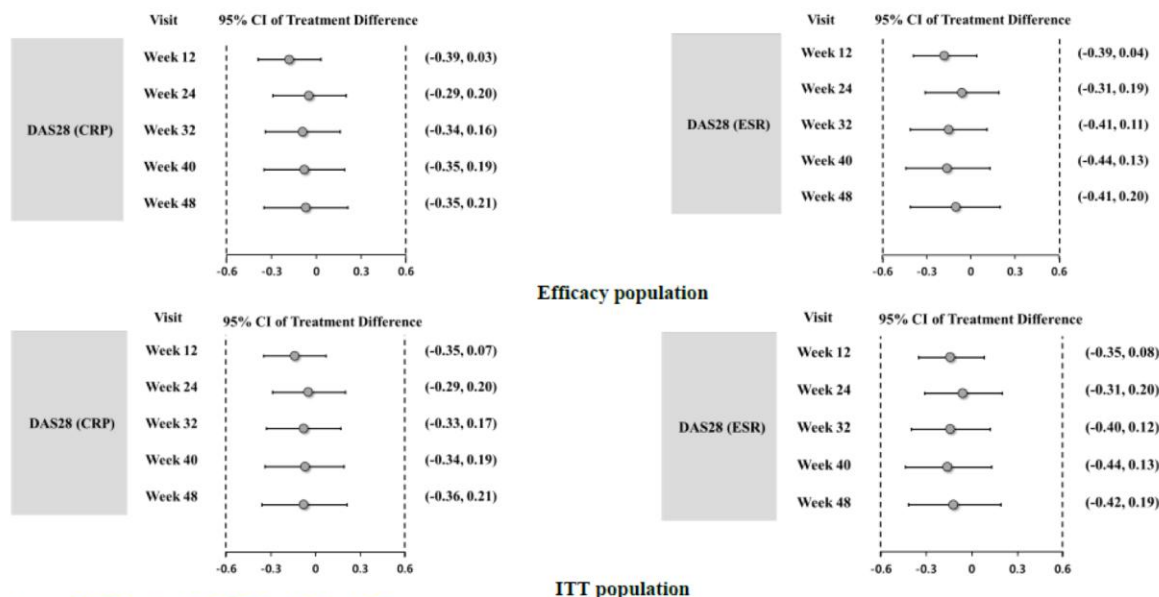 Visit 95% CI of Treatment Difference
Week 12 (-0.39, 0.03)
Week 24 (-0.29, 0.20)
DAS28 (CRP) Week 32 (-0.34, 0.16)
Week 40 (-0.35, 0.19)
Week 48 (-0.35, 0.21)
-0.6 -0.3 0 0.3 0.6
Visit 95% CI of Treatment Difference
Week 12 (-0.39, 0.04)
Week 24 (-0.31, 0.19)
DAS28 (ESR) Week 32 (-0.41, 0.11)
Week 40 (-0.44, 0.13)
Week 48 (-0.41, 0.20)
-0.6 -0.3 0 0.3 0.6
Efficacy population
Visit 95% CI of Treatment Difference
Week 12 (-0.35, 0.07)
Week 24 (-0.29, 0.20)
DAS28 (CRP) Week 32 (-0.33, 0.17)
Week 40 (-0.34, 0.19)
Week 48 (-0.36, 0.21)
-0.6 -0.3 0 0.3 0.6
Visit 95% CI of Treatment Difference
Week 12 (-0.35, 0.08)
Week 24 (-0.31, 0.20)
DAS28 (ESR) Week 32 (-0.40, 0.12)
Week 40 (-0.44, 0.13)
Week 48 (-0.42, 0.19)
-0.6 -0.3 0 0.3 0.6
ITT population